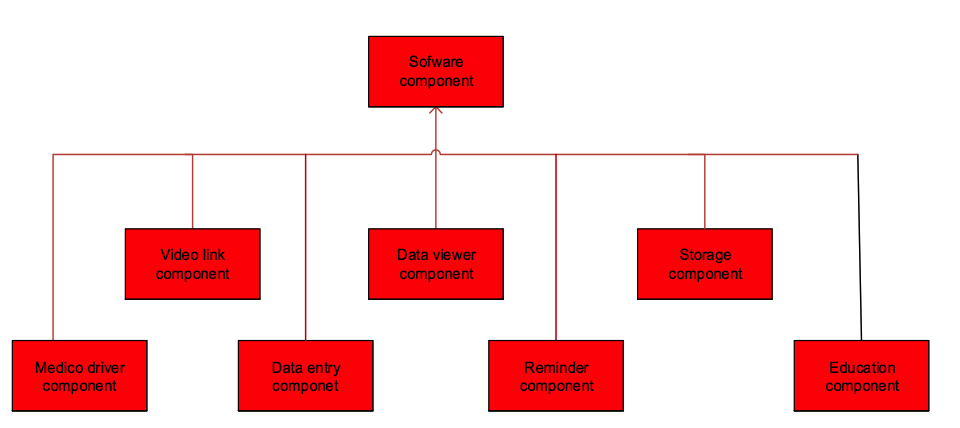 Sofware
component
Video link
component
Data viewer
component
Storage
component
Medico driver
component
Data entry
componet
Reminder
component
Education
component